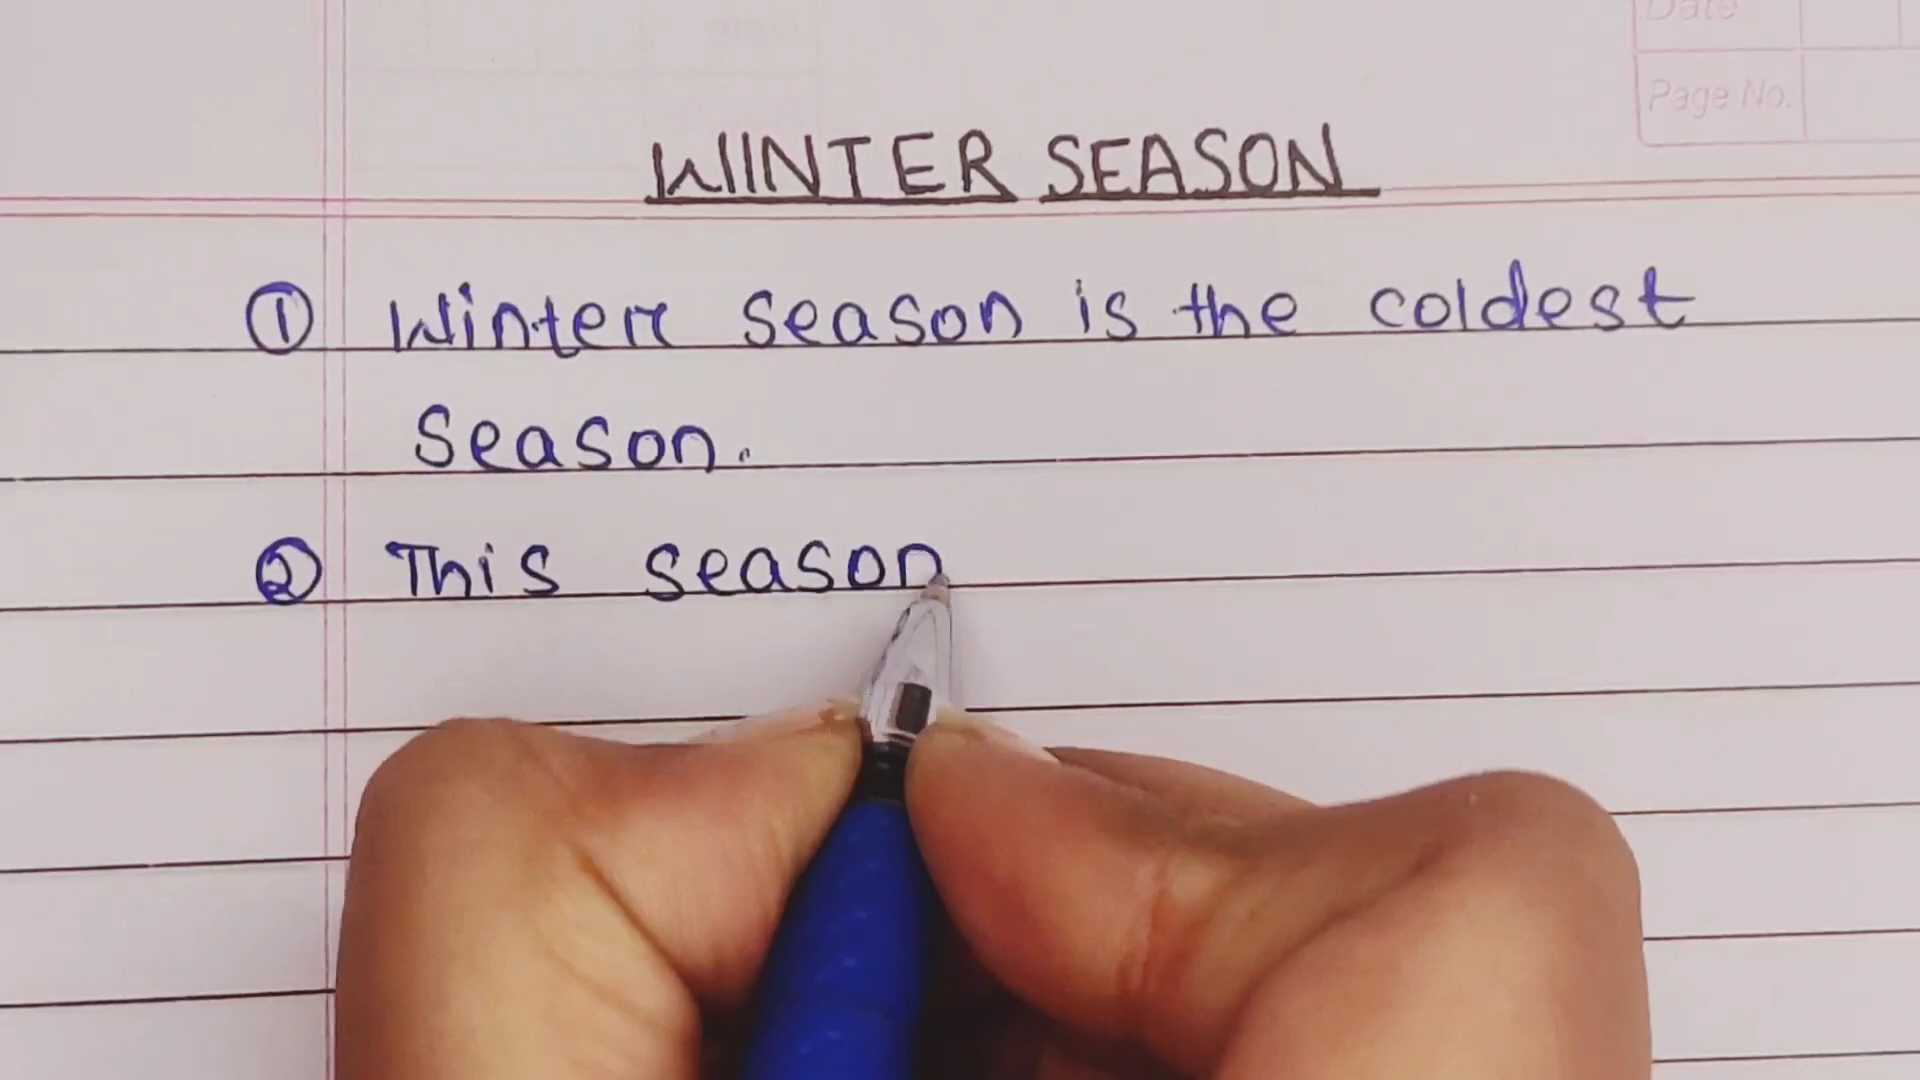 Date
Page No.
WINTER SEASON
① Winter season is the coldest
season.
② This season